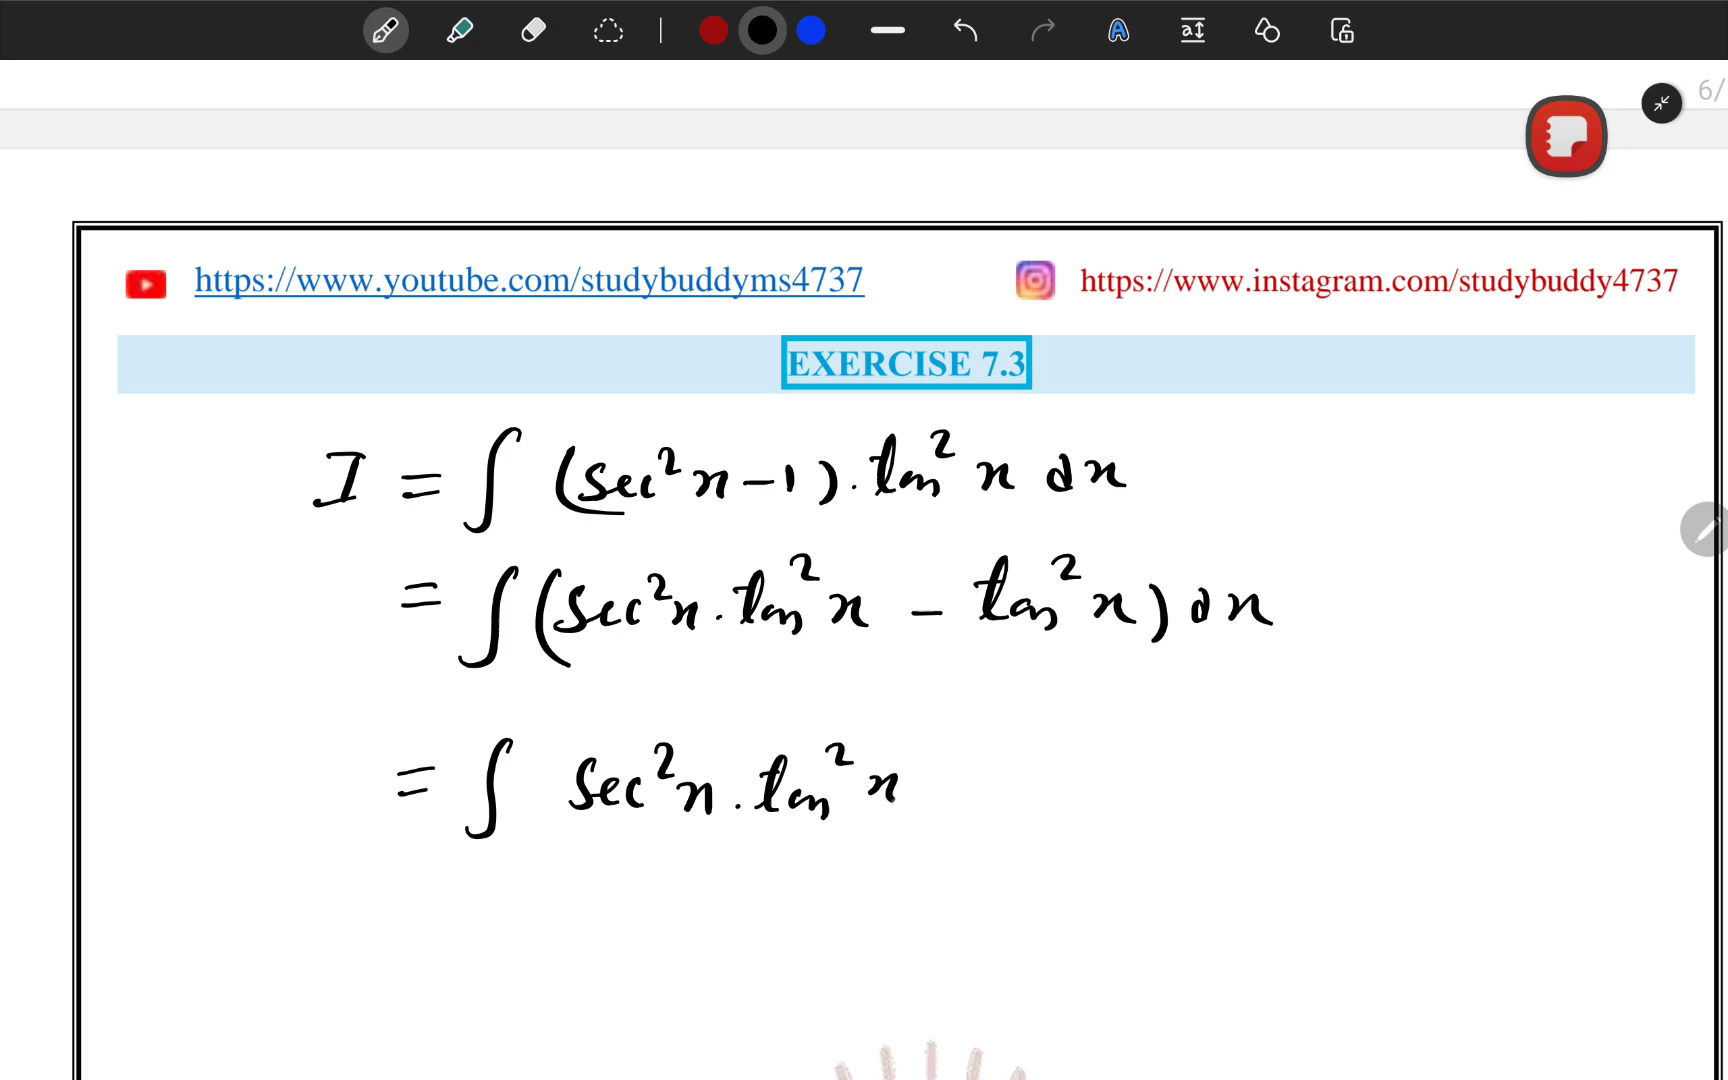 6/
https://www.youtube.com/studybuddyms4737 https://www.instagram.com/studybuddy4737
EXERCISE 7.3
I = ∫ (sec²x-1).tan²x dx
= ∫(sec²x.tan²x - tan²x) dx
= ∫ sec²x.tan²x